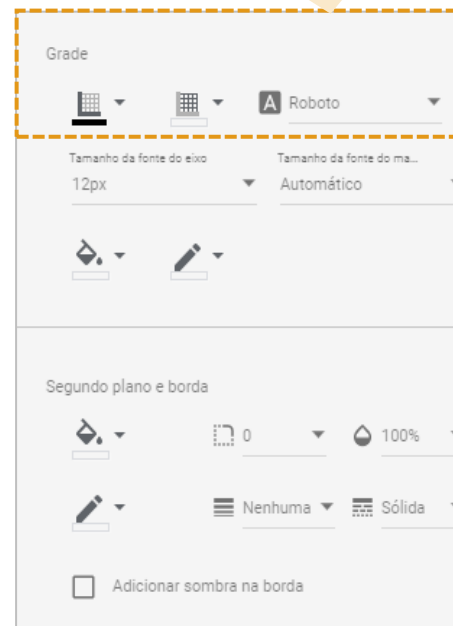 Grade
A Roboto
Tamanho da fonte do eixo Tamanho da fonte do ma...
12px Automático
Segundo plano e borda
0 100%
Nenhuma Sólida
Adicionar sombra na borda